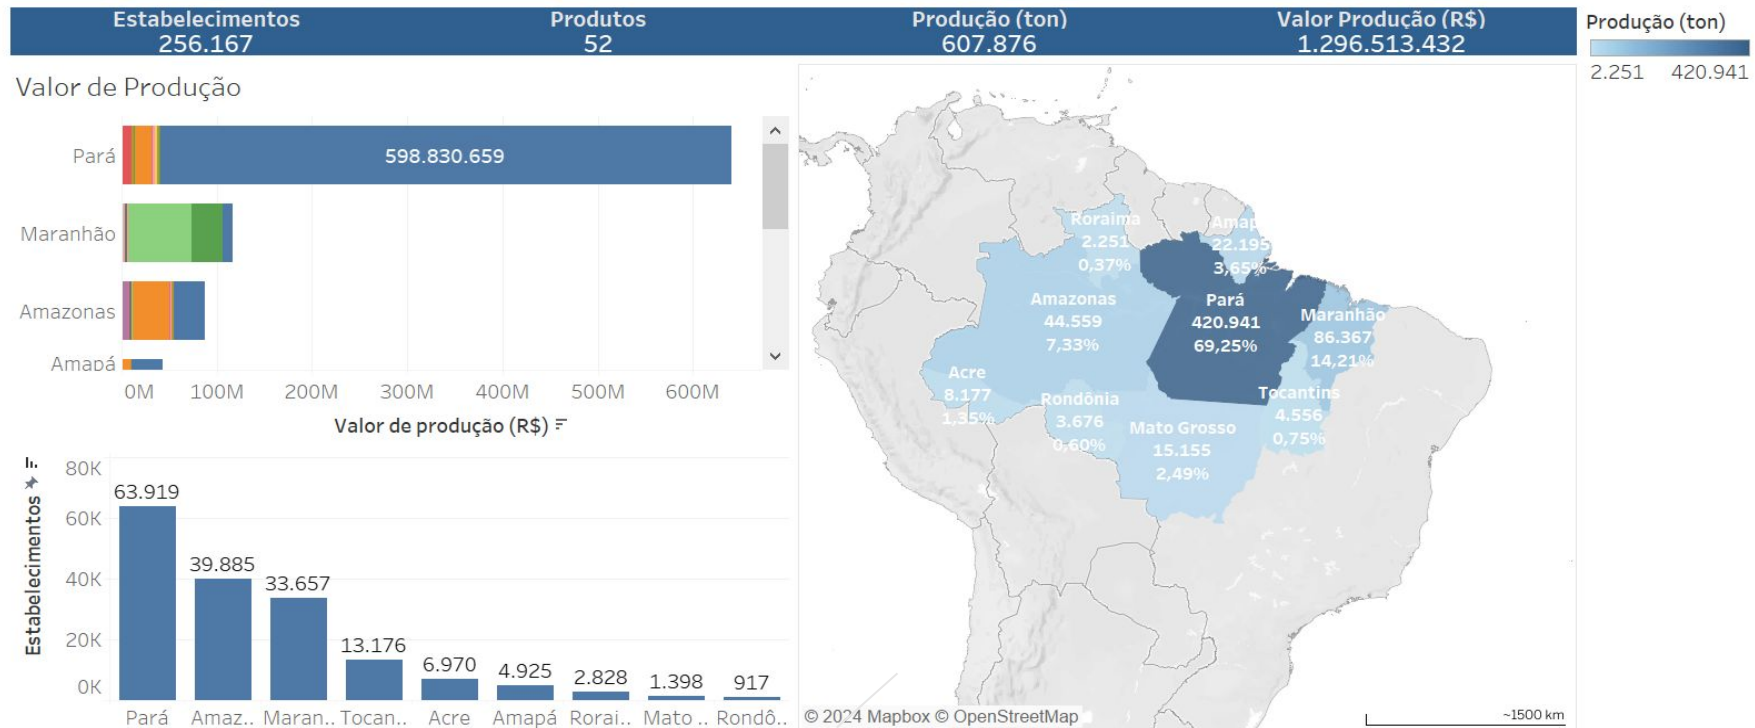 Estabelecimentos
256.167
Produtos
52
Produção (ton)
607.876
Valor Produção (R$)
1.296.513.432
Produção (ton)
2.251 420.941
Valor de Produção
Pará
598.830.659
Maranhão
Amazonas
Amapá
0M 100M 200M 300M 400M 500M 600M
Valor de produção (R$)
Estabelecimentos
80K
60K
40K
20K
0K
63.919
39.885
33.657
13.176
6.970
4.925
2.828
1.398
917
Pará Amaz.. Maran.. Tocan.. Acre Amapá Rorai.. Mato .. Rondô..
Roraima
2.251
0,37%
Amap
22.195
3,65%
Amazonas
44.559
7,33%
Pará
420.941
69,25%
Maranhão
86.367
14,21%
Acre
8.177
1,35%
Rondônia
3.676
0,60%
Mato Grosso
15.155
2,49%
Tocantins
4.556
0,75%
© 2024 Mapbox © OpenStreetMap
~1500 km